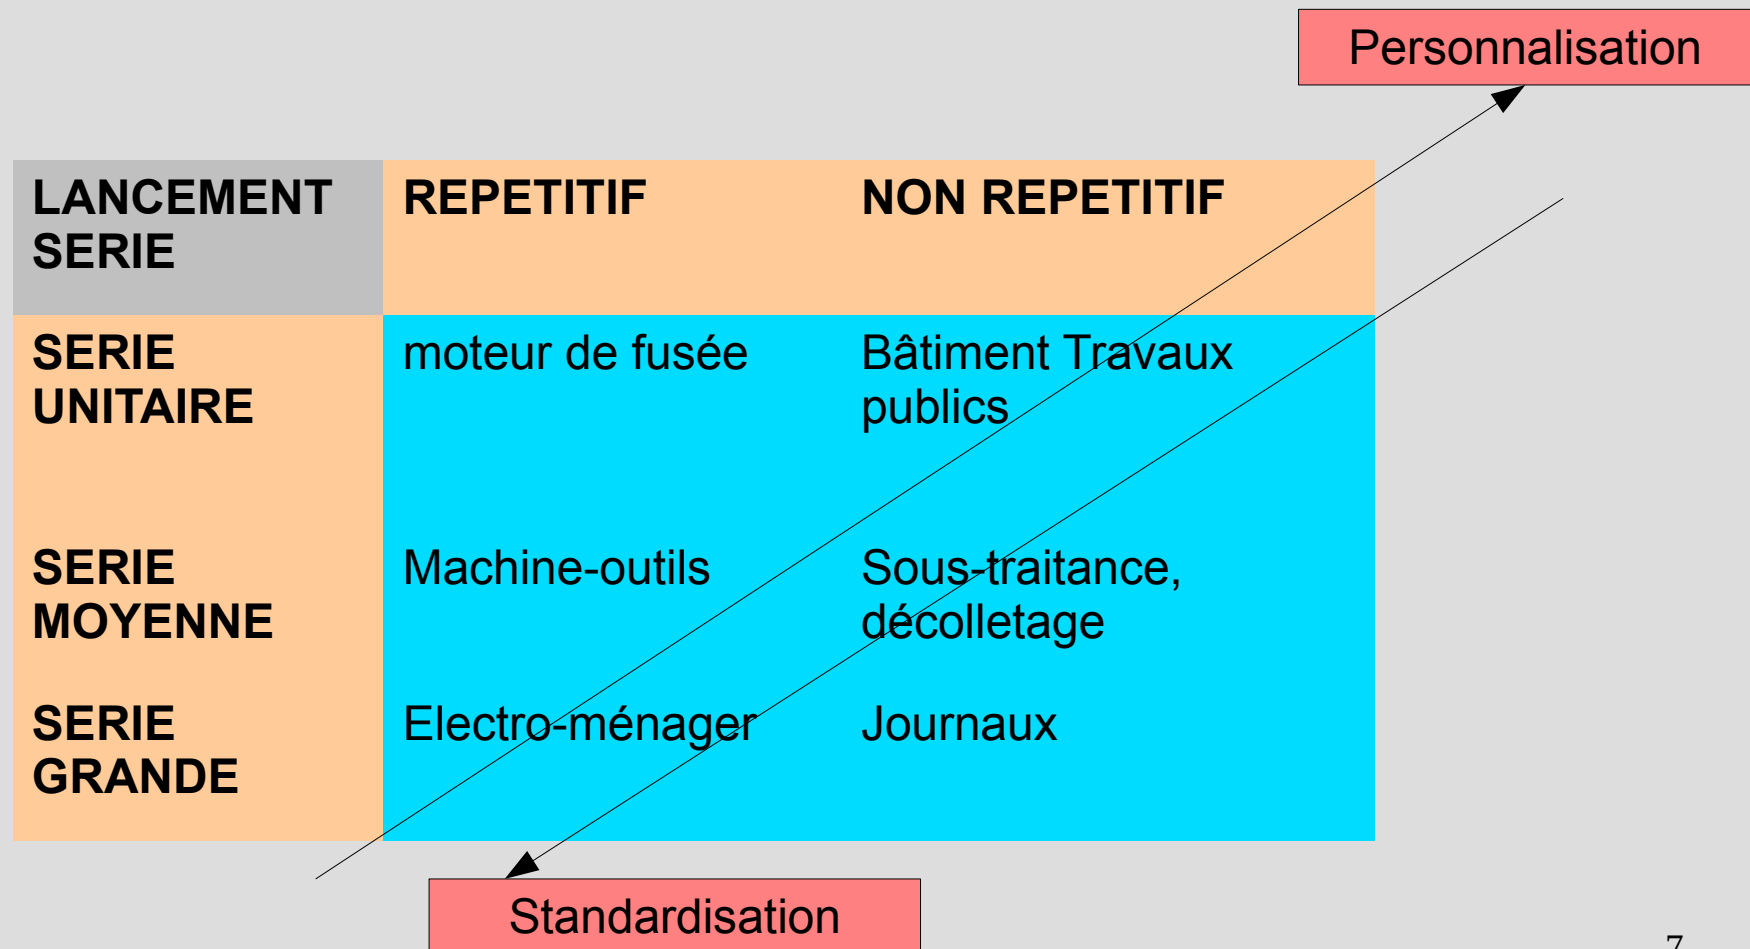 Personnalisation
LANCEMENT
SERIE
REPETITIF
NON REPETITIF
SERIE
UNITAIRE
moteur de fusée
Bâtiment Travaux
publics
SERIE
MOYENNE
Machine-outils
Sous-traitance,
décolletage
SERIE
GRANDE
Electro-ménager
Journaux
Standardisation
7